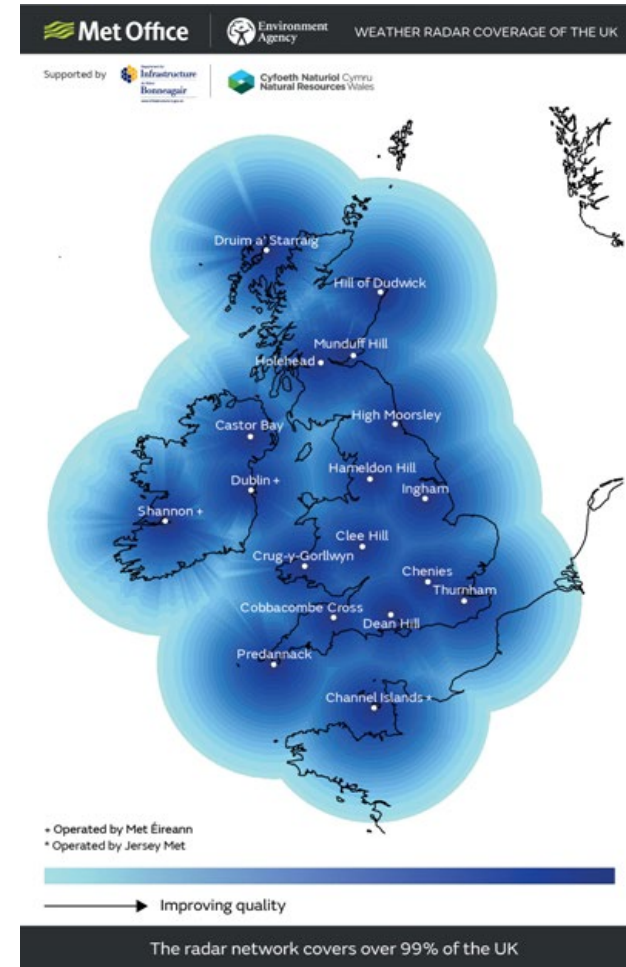 Met Office
Environment
Agency
WEATHER RADAR COVERAGE OF THE UK
Supported by
Infrastructure
Bonneagair
Cyfoeth Naturiol Cymru
Natural Resources Wales
Druim a' Starraig
Hill of Dudwick
Munduff Hill
Holehead
High Moorsley
Castor Bay
Hameldon Hill
Dublin +
Ingham
Shannon +
Clee Hill
Crug-y-Gorllwyn
Chenies
Thurnham
Cobbacombe Cross
Dean Hill
Predannack
Channel Islands *
+ Operated by Met Éireann
* Operated by Jersey Met
Improving quality
The radar network covers over 99% of the UK